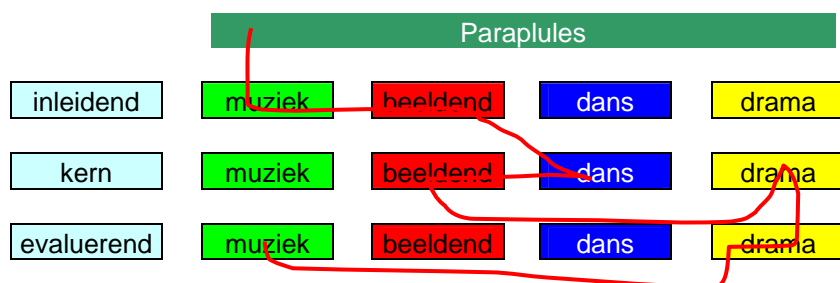 Paraplules
inleidend muziek beeldend dans drama
kern muziek beeldend dans drama
evaluerend muziek beeldend dans drama